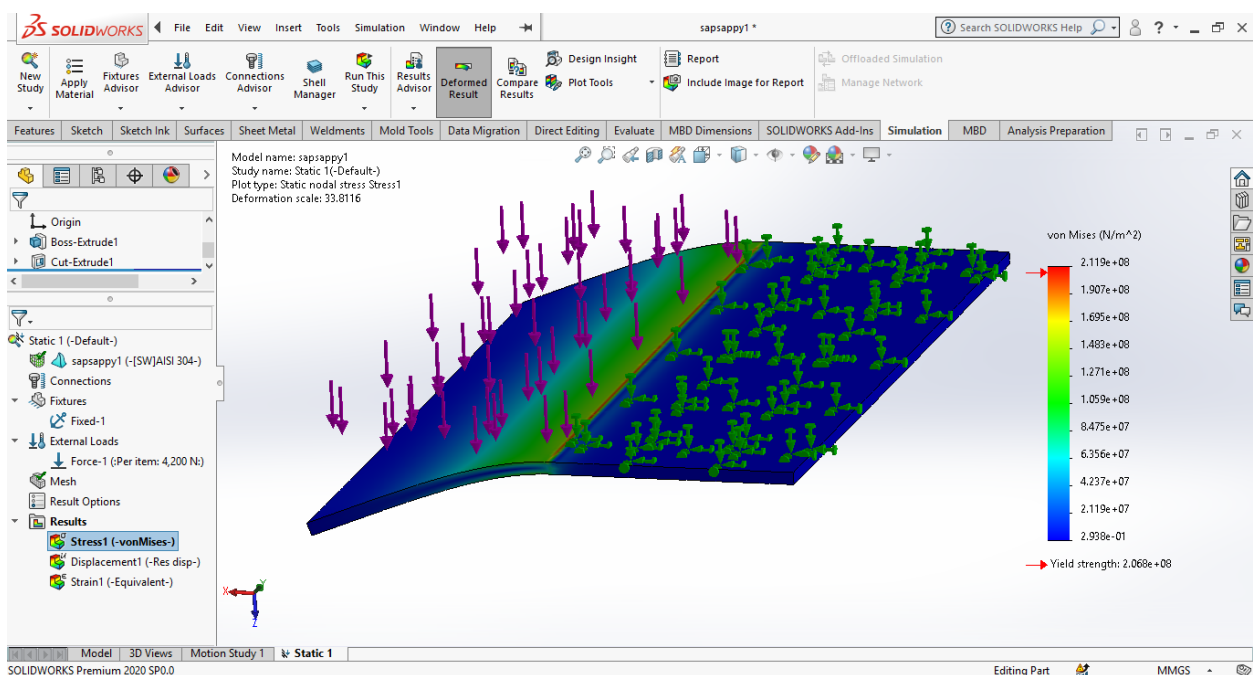 SOLIDWORKS File Edit View Insert Tools Simulation Window Help sapsappy1 * Search SOLIDWORKS Help ?
New Study
Apply Material
Fixtures Advisor
External Loads Advisor
Connections Advisor
Shell Manager
Run This Study
Results Advisor
Deformed Result
Compare Results
Design Insight
Plot Tools
Report
Include Image for Report
Offloaded Simulation
Manage Network
Features Sketch Sketch Ink Surfaces Sheet Metal Weldments Mold Tools Data Migration Direct Editing Evaluate MBD Dimensions SOLIDWORKS Add-Ins Simulation MBD Analysis Preparation
Origin
Boss-Extrude1
Cut-Extrude1
Static 1 (-Default-)
sapsappy1 (-[SW]AISI 304-)
Connections
Fixtures
Fixed-1
External Loads
Force-1 (:Per item: 4,200 N:)
Mesh
Result Options
Results
Stress1 (-vonMises-)
Displacement1 (-Res disp-)
Strain1 (-Equivalent-)
Model name: sapsappy1
Study name: Static 1(-Default-)
Plot type: Static nodal stress Stress1
Deformation scale: 33.8116
von Mises (N/m^2)
2.119e+08
1.907e+08
1.695e+08
1.483e+08
1.271e+08
1.059e+08
8.475e+07
6.356e+07
4.237e+07
2.119e+07
2.938e-01
Yield strength: 2.068e+08
X
Y
Z
Model 3D Views Motion Study 1 Static 1
SOLIDWORKS Premium 2020 SP0.0 Editing Part MMGS